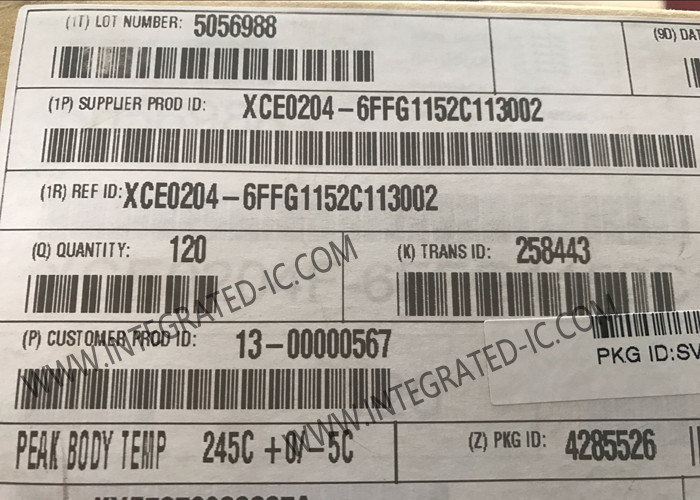 (1T) LOT NUMBER: 5056988
(9D) DAT
(1P) SUPPLIER PROD ID: XCE0204-6FFG1152C113002
(1R) REF ID: XCE0204-6FFG1152C113002
(Q) QUANTITY: 120
(K) TRANS ID: 258443
WWW.INTEGRATED-IC.COM
(P) CUSTOMER PROD ID: 13-00000567
PKG ID:SV
WWW.INTEGRATED-IC.COM
PEAK BODY TEMP 245C +0/-5C
(Z) PKG ID: 4285526